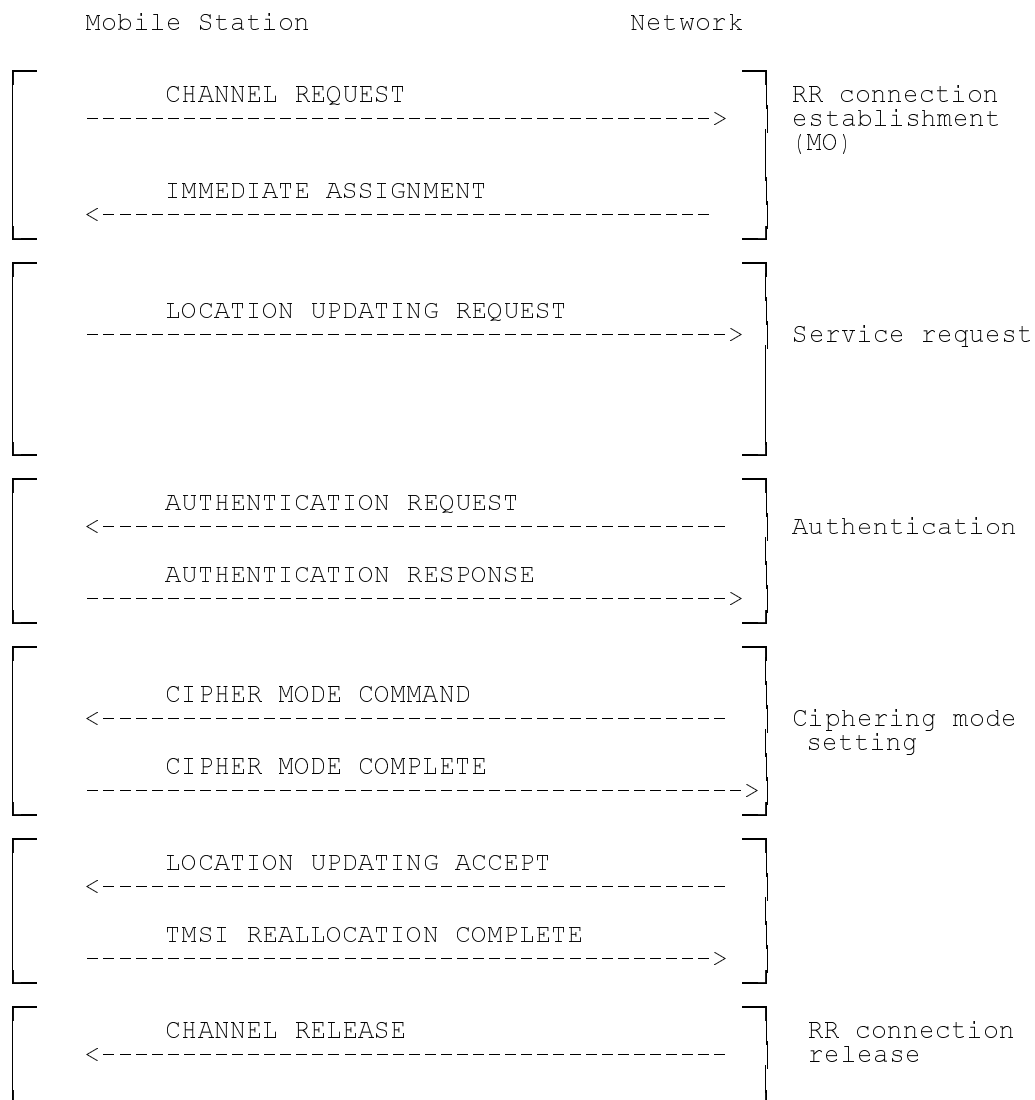 Mobile Station Network
CHANNEL REQUEST RR connection
-----------------------------------------> establishment
(MO)
IMMEDIATE ASSIGNMENT
<---------------------------------------
LOCATION UPDATING REQUEST
-----------------------------------------> Service request
AUTHENTICATION REQUEST
<---------------------------------------- Authentication
AUTHENTICATION RESPONSE
----------------------------------------->
CIPHER MODE COMMAND
<---------------------------------------- Ciphering mode
setting
CIPHER MODE COMPLETE
------------------------------------------>
LOCATION UPDATING ACCEPT
<----------------------------------------
TMSI REALLOCATION COMPLETE
---------------------------------------->
CHANNEL RELEASE RR connection
<---------------------------------------- release